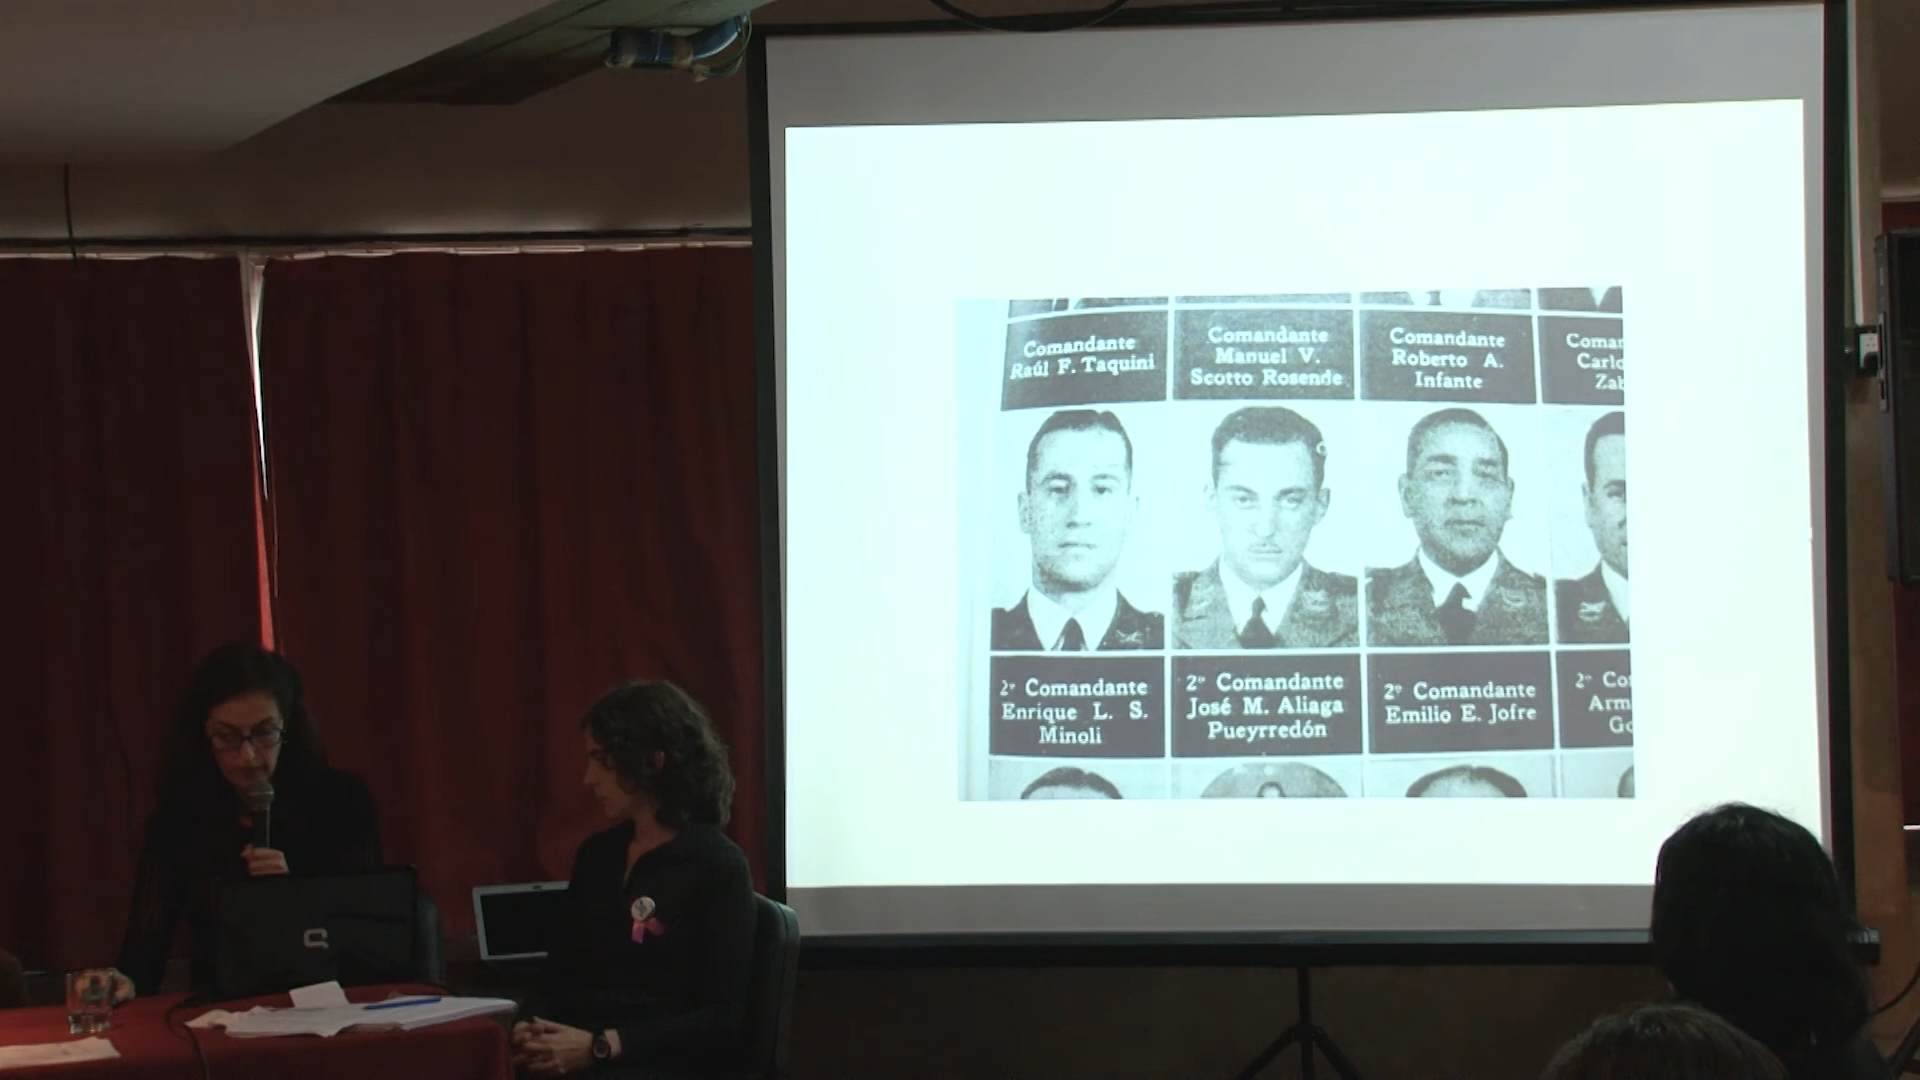 Comandante
Raúl F. Taquini
Comandante
Manuel V.
Scotto Rosende
Comandante
Roberto A.
Infante
2º Comandante
Enrique L. S.
Minoli
2º Comandante
José M. Aliaga
Pueyrredón
2º Comandante
Emilio E. Jofre